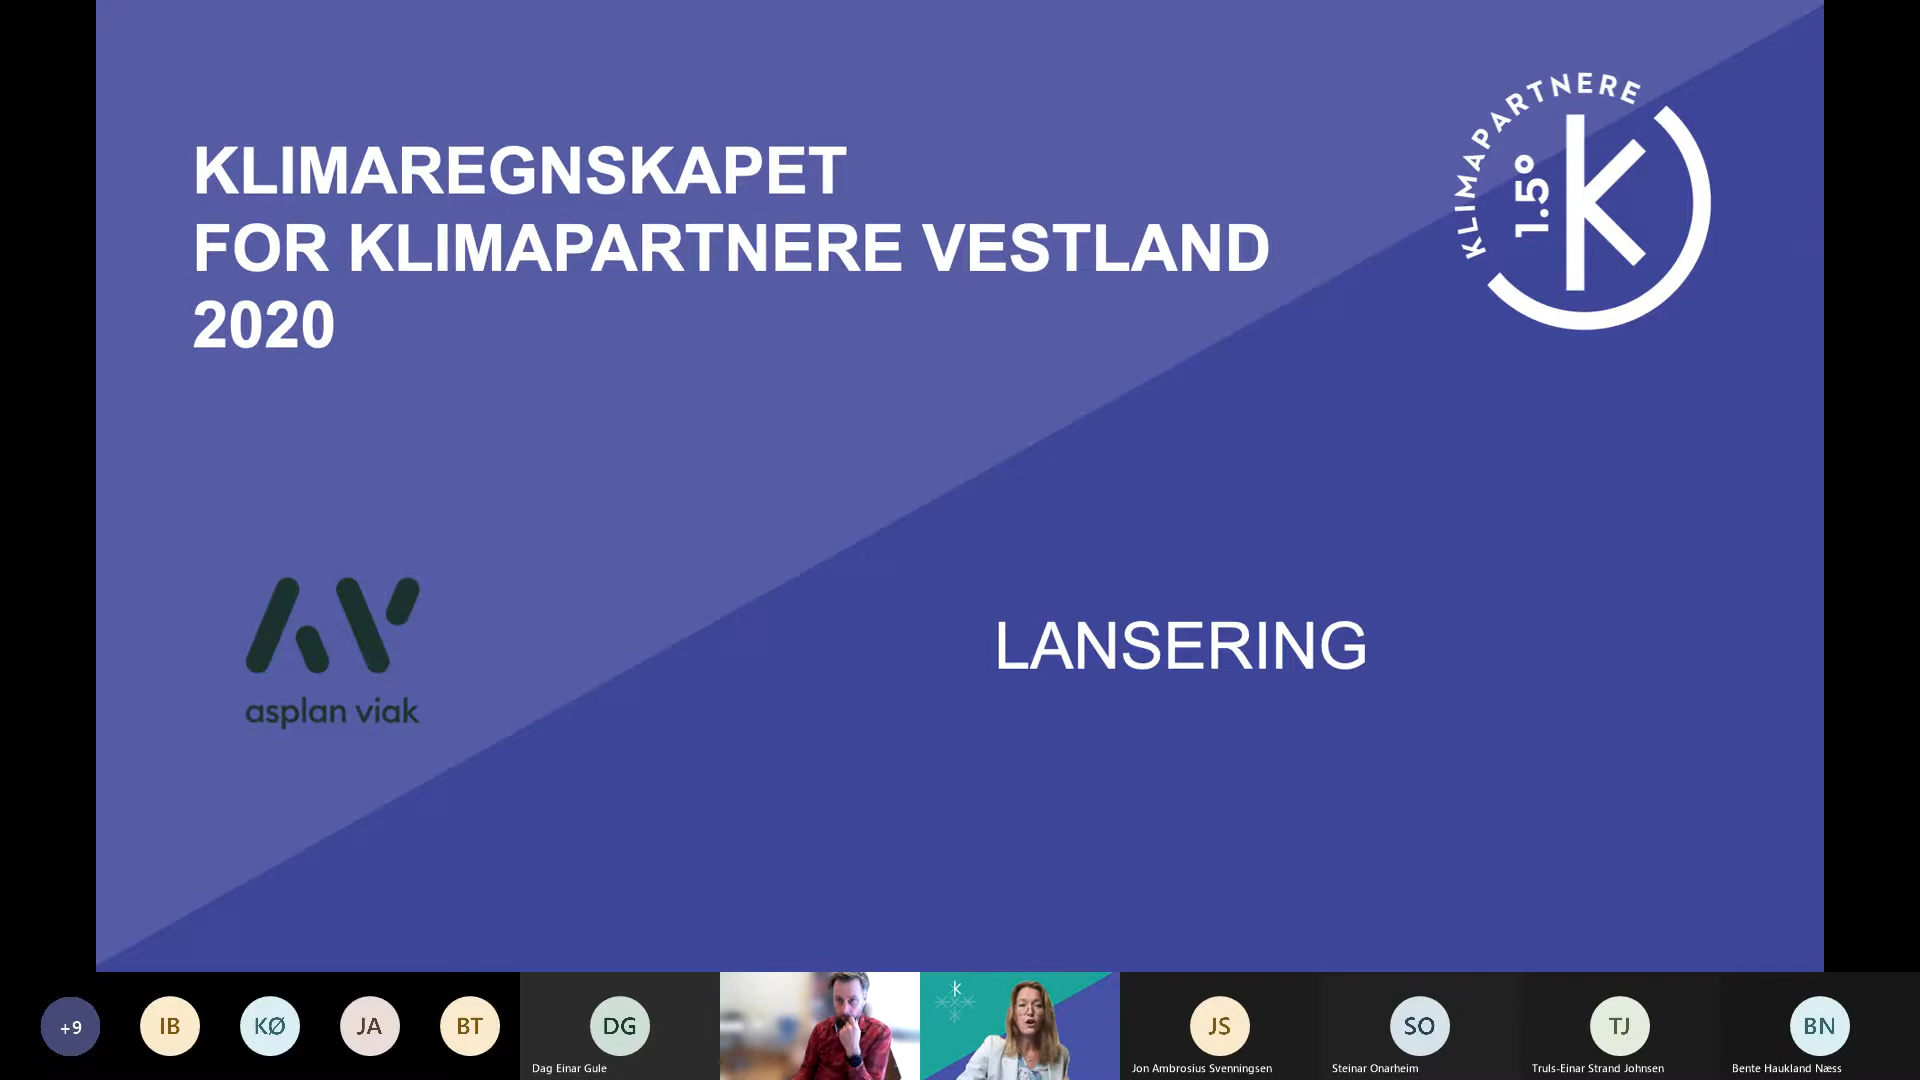 KLIMAREGNSKAPET
FOR KLIMAPARTNERE VESTLAND
2020
KLIMAPARTNERE
1.5°
K
asplan viak
LANSERING
+9
IB
KØ
JA
BT
DG
Dag Einar Gule
K
JS
Jon Ambrosius Svenningsen
SO
Steinar Onarheim
TJ
Truls-Einar Strand Johnsen
BN
Bente Haukland Næss